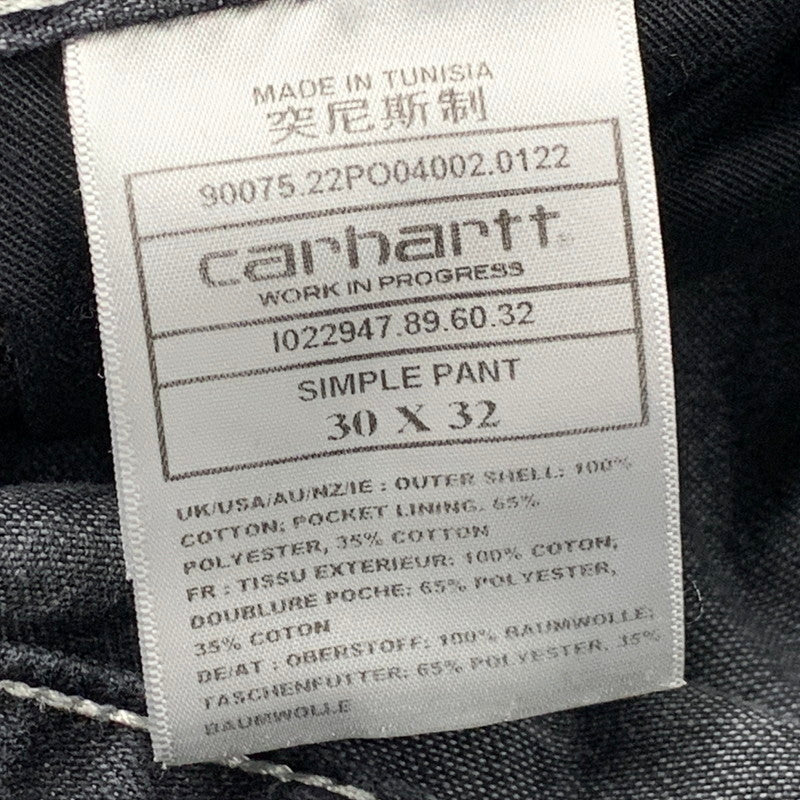 MADE IN TUNISIA
突尼斯制
90075.22PO04002.0122
carhartt
WORK IN PROGRESS
I022947.89.60.32
SIMPLE PANT
30 X 32
UK/USA/AU/NZ/IE : OUTER SHELL: 100%
COTTON; POCKET LINING. 65%
POLYESTER, 35% COTTON
FR : TISSU EXTERIEUR: 100% COTON;
DOUBLURE POCHE: 65% POLYESTER,
35% COTON
DE/AT : OBERSTOFF: 100% BAUMWOLLE;
TASCHENFUTTER: 65% POLYESTER, 35%
BAUMWOLLE